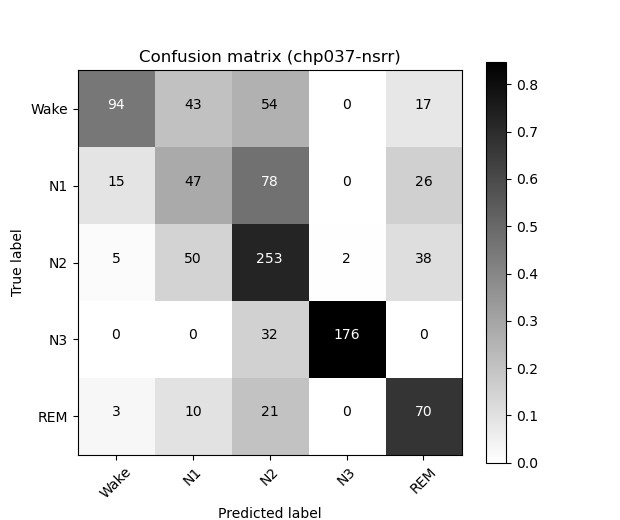 Confusion matrix (chp037-nsrr)
True label
Wake 94 43 54 0 17
N1 15 47 78 0 26
N2 5 50 253 2 38
N3 0 0 32 176 0
REM 3 10 21 0 70
Wake N1 N2 N3 REM
Predicted label
0.8
0.7
0.6
0.5
0.4
0.3
0.2
0.1
0.0